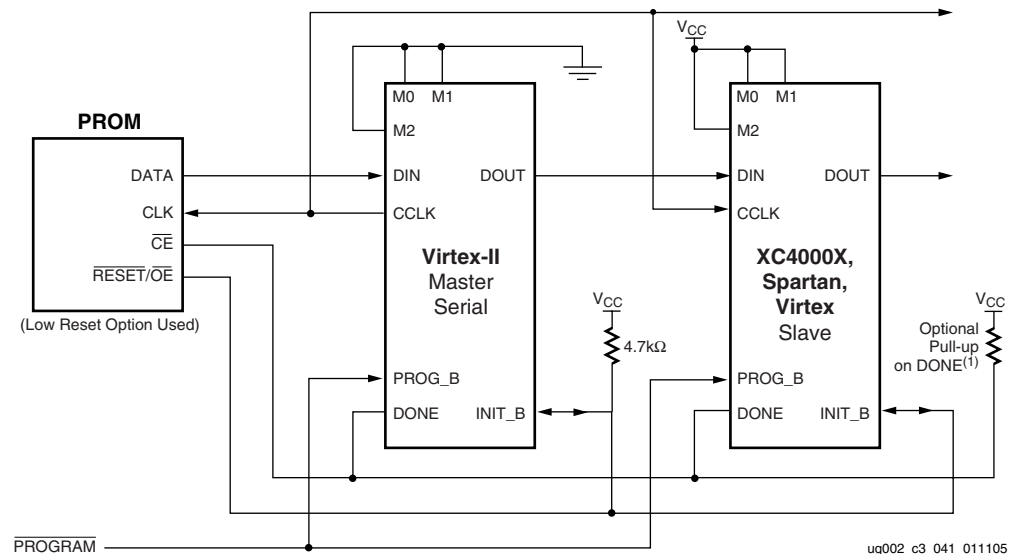 PROM
DATA
CLK
CE
RESET/OE
(Low Reset Option Used)
M0 M1
M2
DIN DOUT
CCLK
Virtex-II
Master
Serial
PROG_B
DONE INIT_B
VCC
4.7kΩ
VCC
M0 M1
M2
DIN DOUT
CCLK
XC4000X,
Spartan,
Virtex
Slave
PROG_B
DONE INIT_B
VCC
Optional
Pull-up
on DONE(1)
PROGRAM
ug002_c3_041_011105